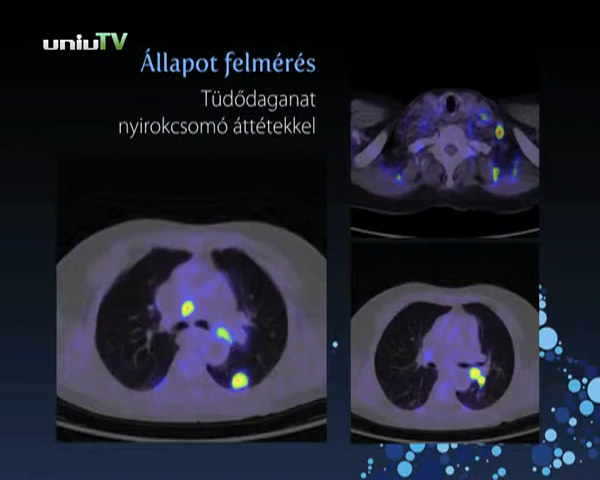 uniuTV
Állapot felmérés
Tüdődaganat
nyirokcsomó áttétekkel